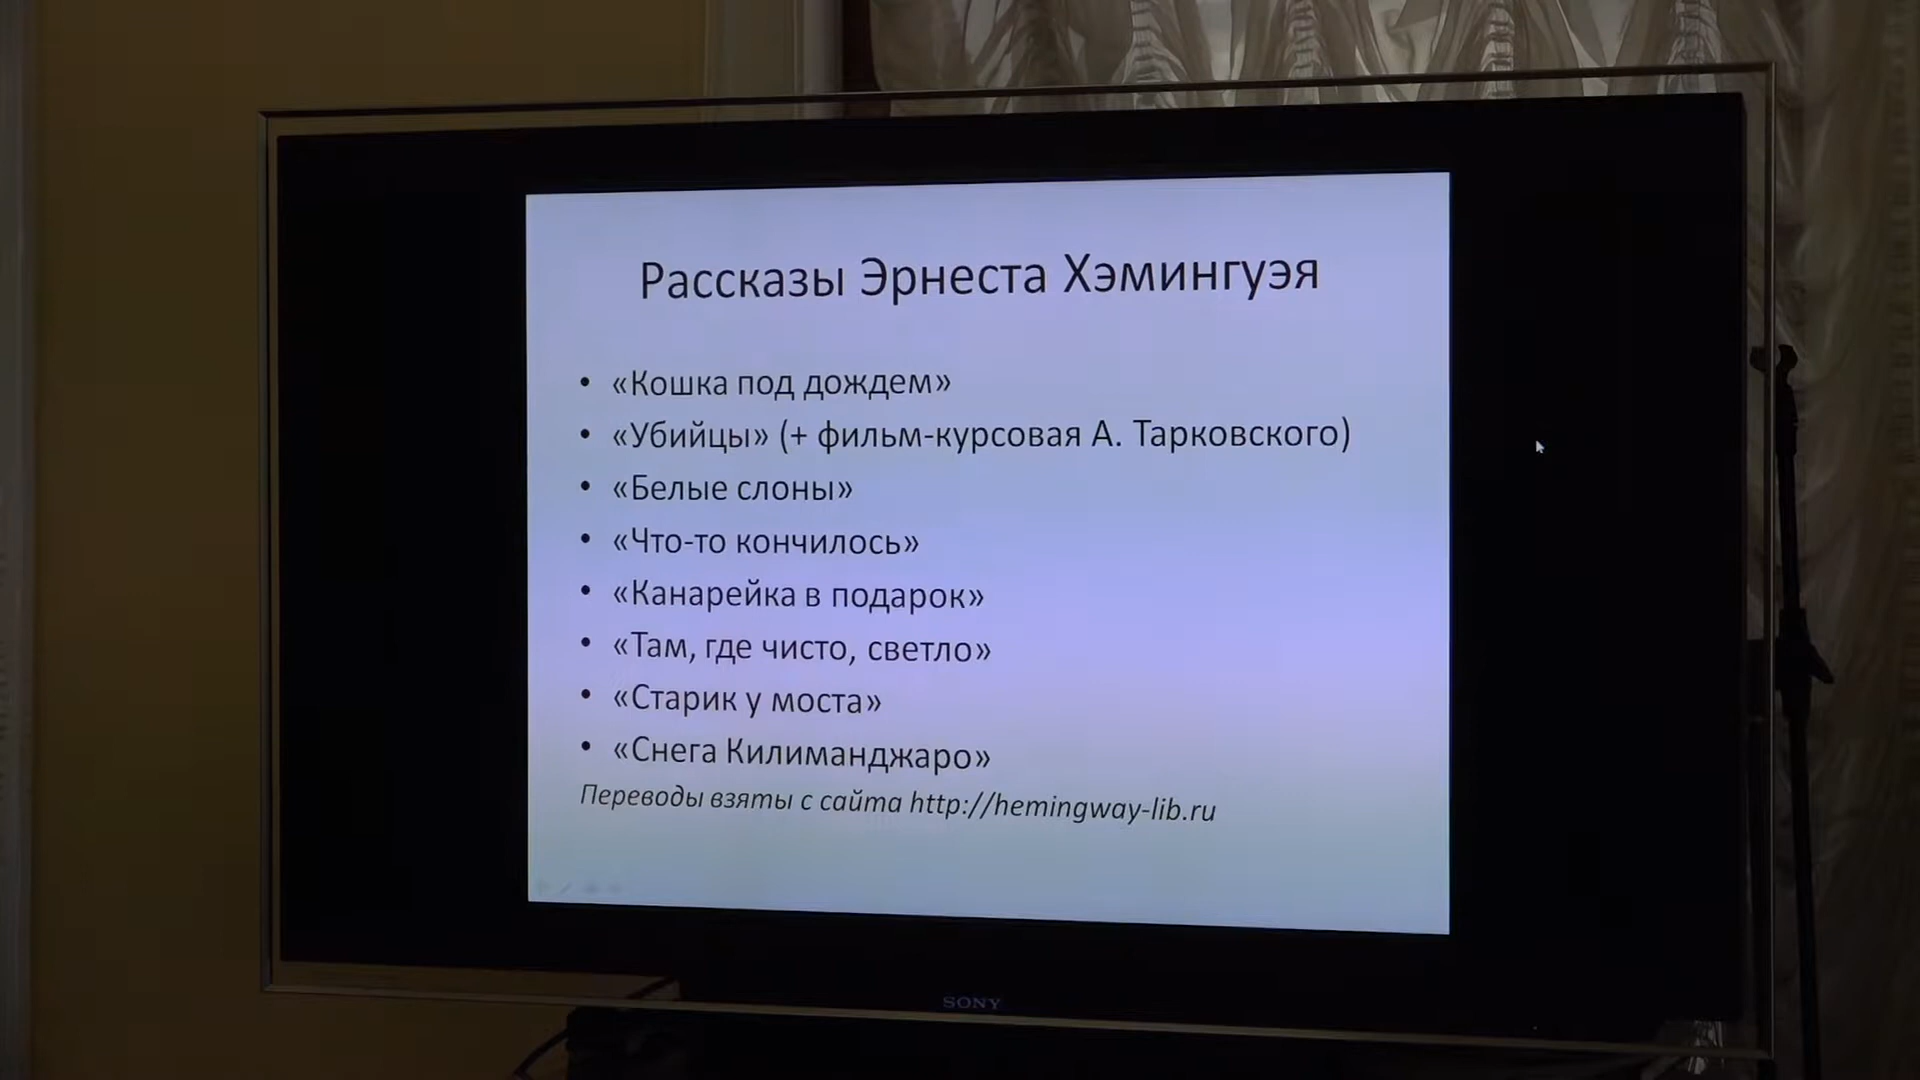 Рассказы Эрнеста Хэмингуэя
• «Кошка под дождем»
• «Убийцы» (+ фильм-курсовая А. Тарковского)
• «Белые слоны»
• «Что-то кончилось»
• «Канарейка в подарок»
• «Там, где чисто, светло»
• «Старик у моста»
• «Снега Килиманджаро»
Переводы взяты с сайта http://hemingway-lib.ru
SONY